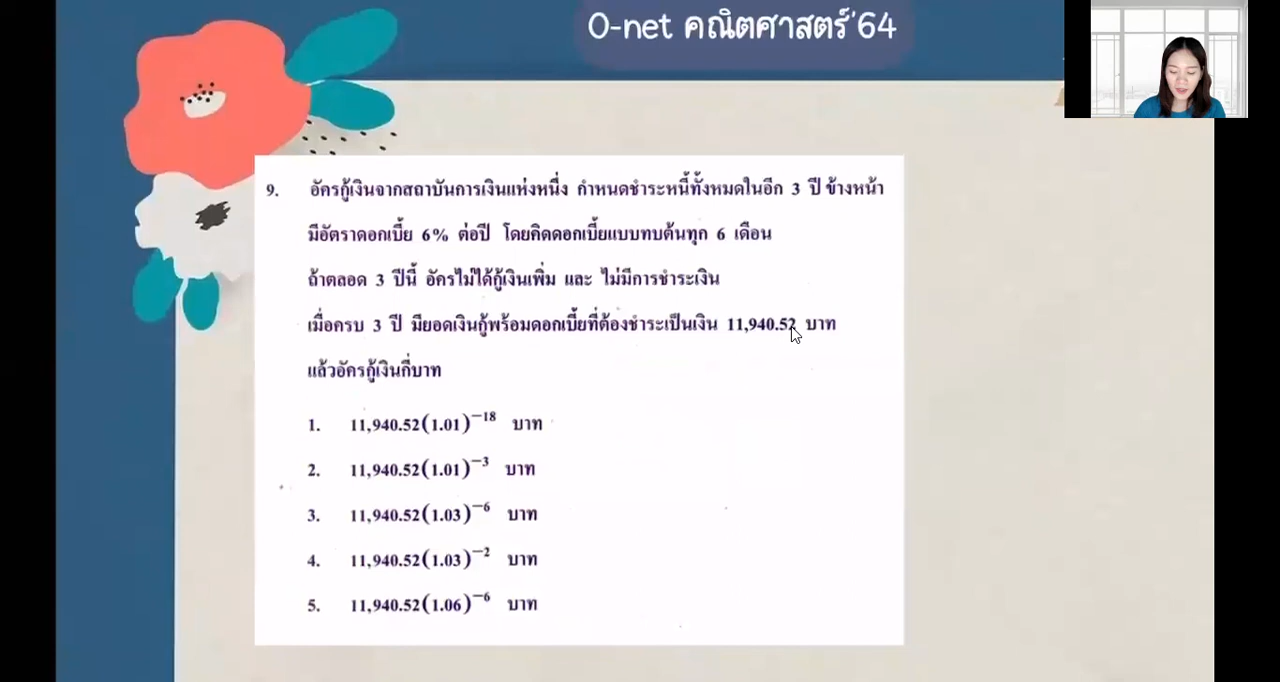 O-net คณิตศาสตร์'64
9. อัครกู้เงินจากสถาบันการเงินแห่งหนึ่ง กำหนดชำระหนี้ทั้งหมดในอีก 3 ปี ข้างหน้า
มีอัตราดอกเบี้ย 6% ต่อปี โดยคิดดอกเบี้ยแบบทบต้นทุก 6 เดือน
ถ้าตลอด 3 ปีนี้ อัครไม่ได้กู้เงินเพิ่ม และ ไม่มีการชำระเงิน
เมื่อครบ 3 ปี มียอดเงินกู้พร้อมดอกเบี้ยที่ต้องชำระเป็นเงิน 11,940.52 บาท
แล้วอัครกู้เงินกี่บาท
1. 11,940.52(1.01)⁻¹⁸ บาท
2. 11,940.52(1.01)⁻³ บาท
3. 11,940.52(1.03)⁻⁶ บาท
4. 11,940.52(1.03)⁻² บาท
5. 11,940.52(1.06)⁻⁶ บาท